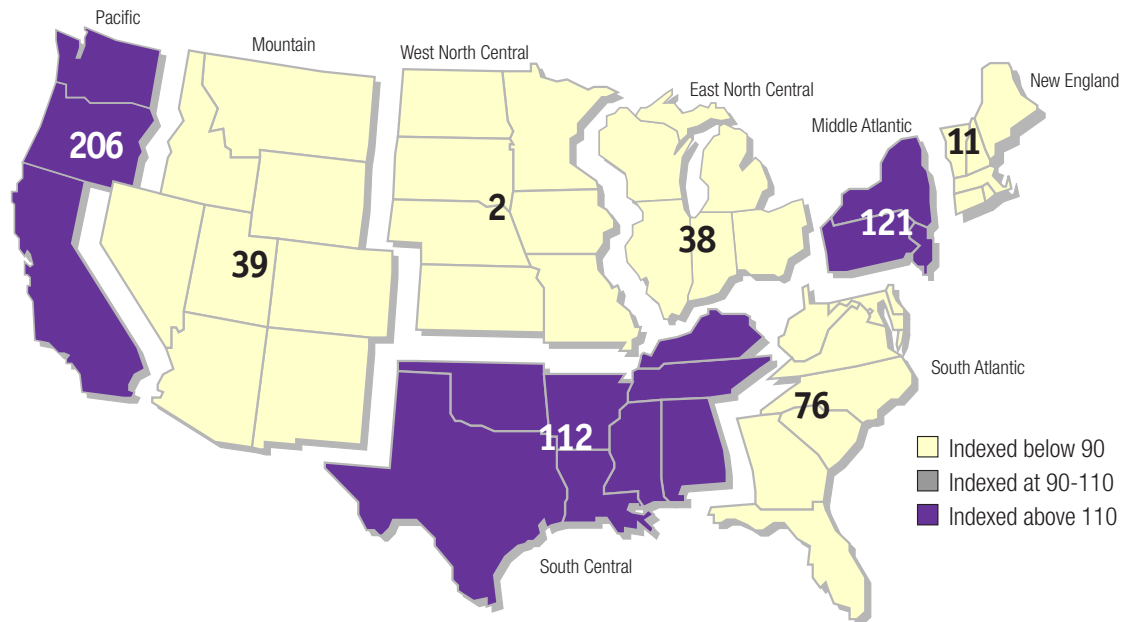 Pacific
Mountain
West North Central
East North Central
New England
Middle Atlantic
206
11
2
121
39
38
South Atlantic
76
112
Indexed below 90
Indexed at 90-110
Indexed above 110
South Central